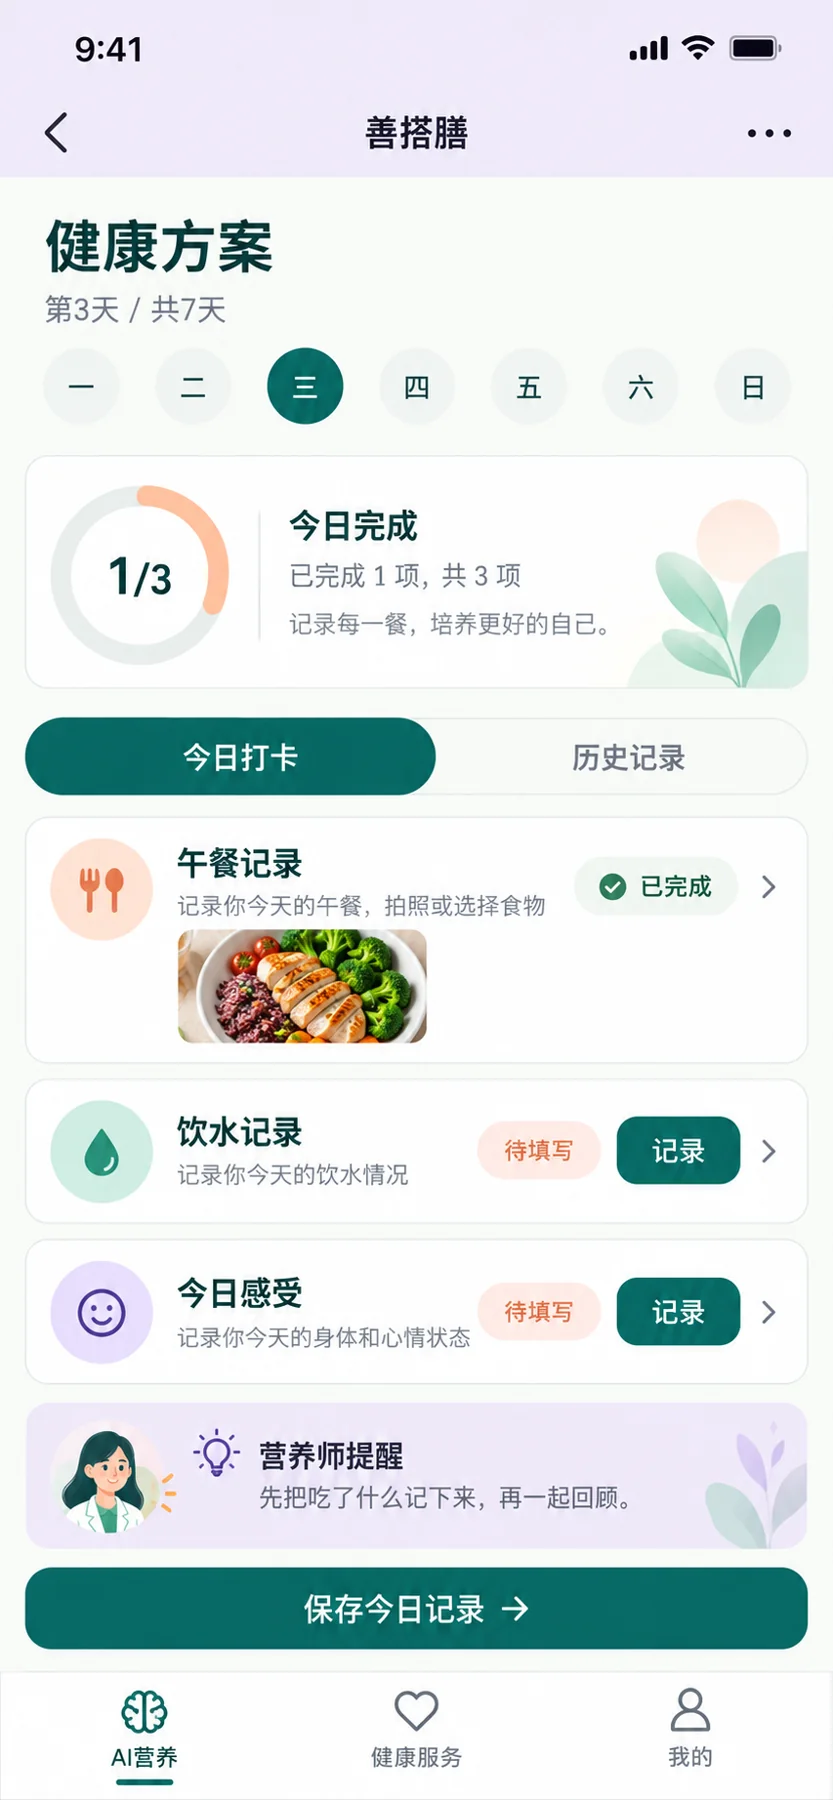 9:41
善搭膳
健康方案
第3天 / 共7天
一 二 三 四 五 六 日
1/3
今日完成
已完成 1 项，共 3 项
记录每一餐，培养更好的自己。
今日打卡 历史记录
午餐记录
记录你今天的午餐，拍照或选择食物
已完成
饮水记录
记录你今天的饮水情况
待填写 记录
今日感受
记录你今天的身体和心情状态
待填写 记录
营养师提醒
先把吃了什么记下来，再一起回顾。
保存今日记录 →
AI营养 健康服务 我的